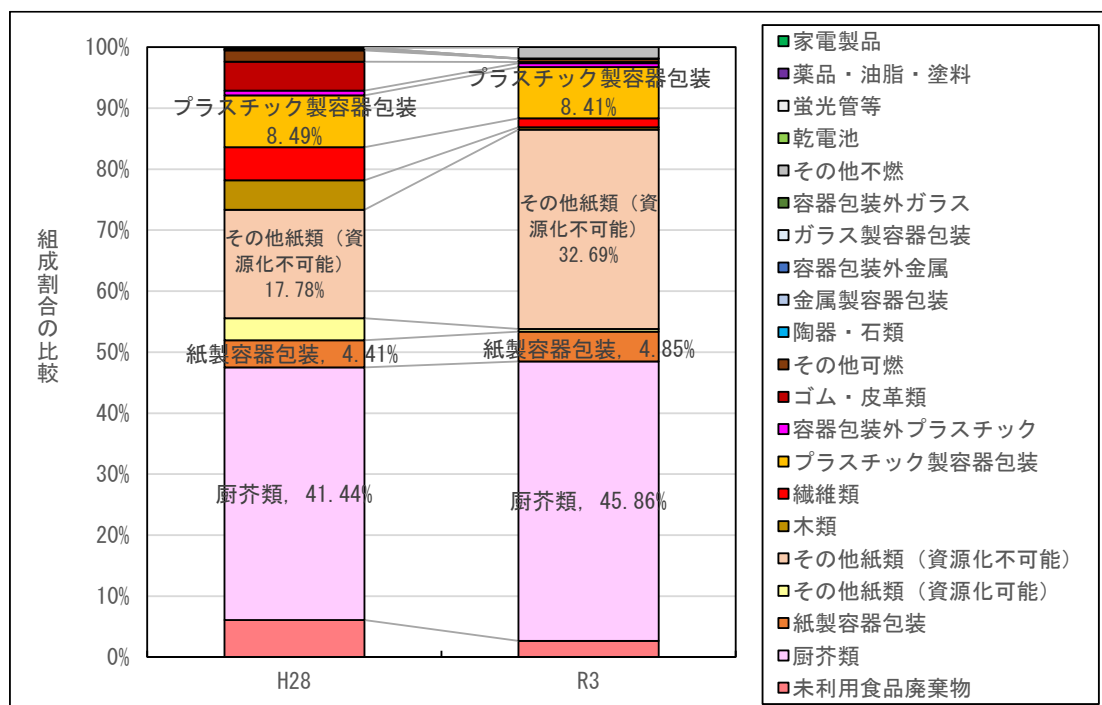 組成割合の比較
100%
90%
80%
70%
60%
50%
40%
30%
20%
10%
0%
プラスチック製容器包装
8.49%
その他紙類（資
源化不可能）
17.78%
紙製容器包装, 4.41%
厨芥類, 41.44%
プラスチック製容器包装
8.41%
その他紙類（資
源化不可能）
32.69%
紙製容器包装, 4.85%
厨芥類, 45.86%
H28
R3
家電製品
薬品・油脂・塗料
蛍光管等
乾電池
その他不燃
容器包装外ガラス
ガラス製容器包装
容器包装外金属
金属製容器包装
陶器・石類
その他可燃
ゴム・皮革類
容器包装外プラスチック
プラスチック製容器包装
繊維類
木類
その他紙類（資源化不可能）
その他紙類（資源化可能）
紙製容器包装
厨芥類
未利用食品廃棄物